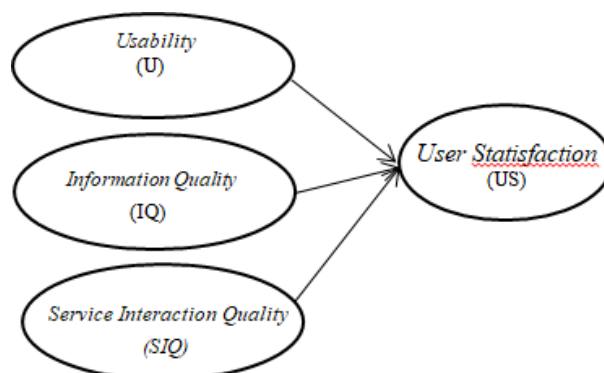 Usability
(U)
Information Quality
(IQ)
Service Interaction Quality
(SIQ)
User Statisfaction
(US)